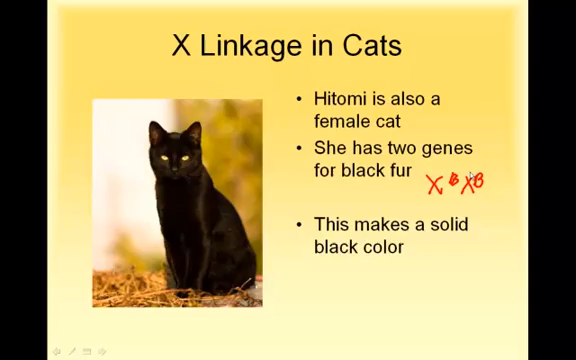 X Linkage in Cats
• Hitomi is also a
female cat
• She has two genes
for black fur
X^B X^B
• This makes a solid
black color